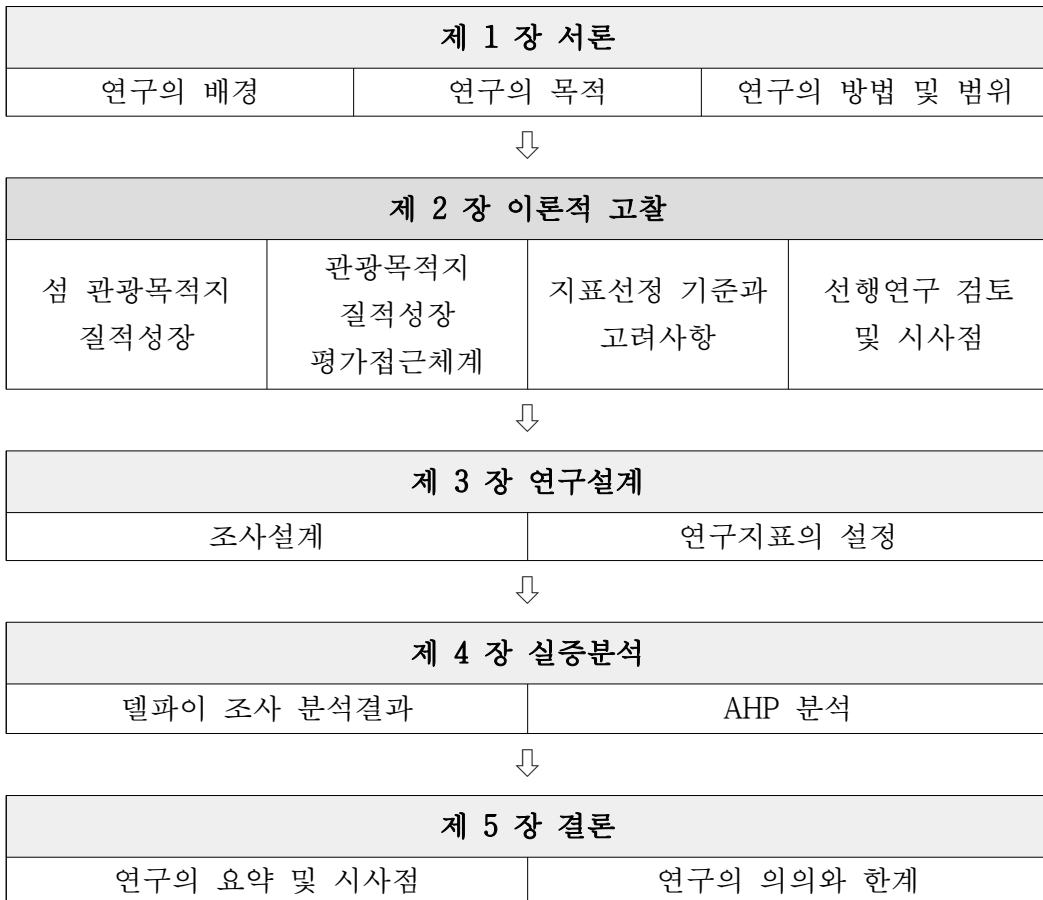 제 1 장 서론
연구의 배경
연구의 목적
연구의 방법 및 범위
⇩
제 2 장 이론적 고찰
섬 관광목적지
질적성장
관광목적지
질적성장
평가접근체계
지표선정 기준과
고려사항
선행연구 검토
및 시사점
⇩
제 3 장 연구설계
조사설계
연구지표의 설정
⇩
제 4 장 실증분석
델파이 조사 분석결과
AHP 분석
⇩
제 5 장 결론
연구의 요약 및 시사점
연구의 의의와 한계